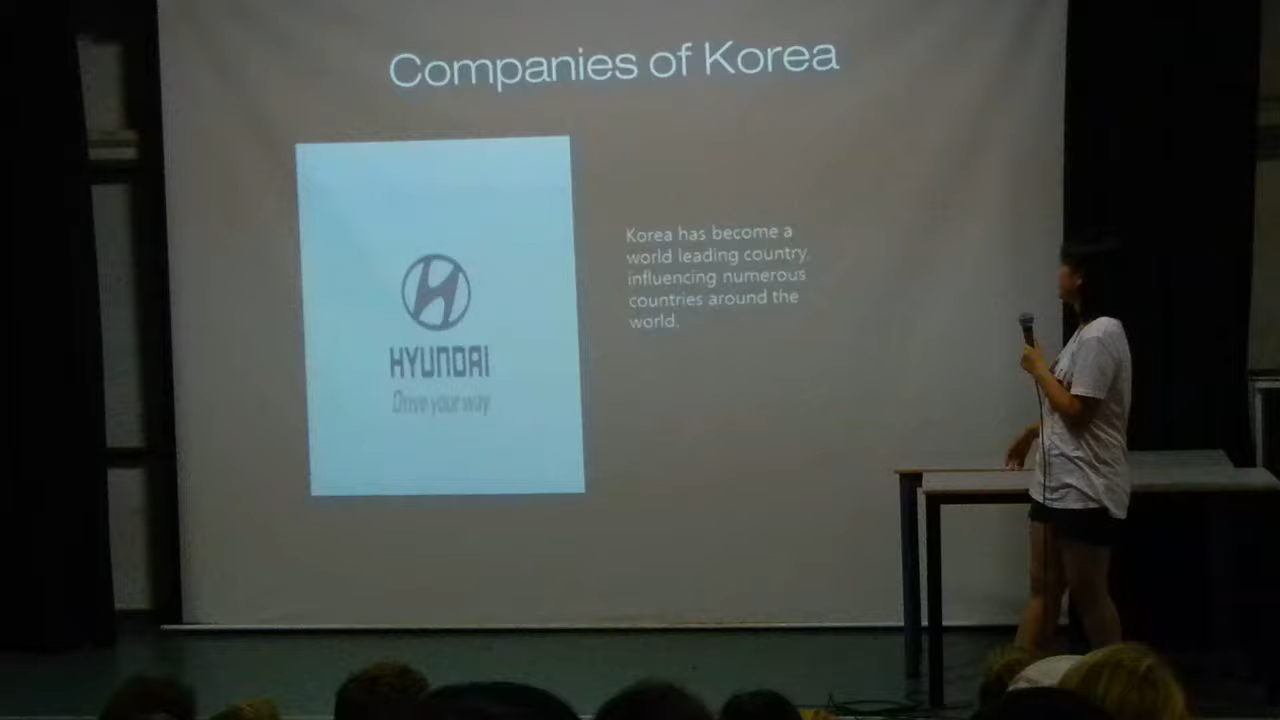 Companies of Korea
Korea has become a
world leading country,
influencing numerous
countries around the
world.
HYUNDAI
Drive your way